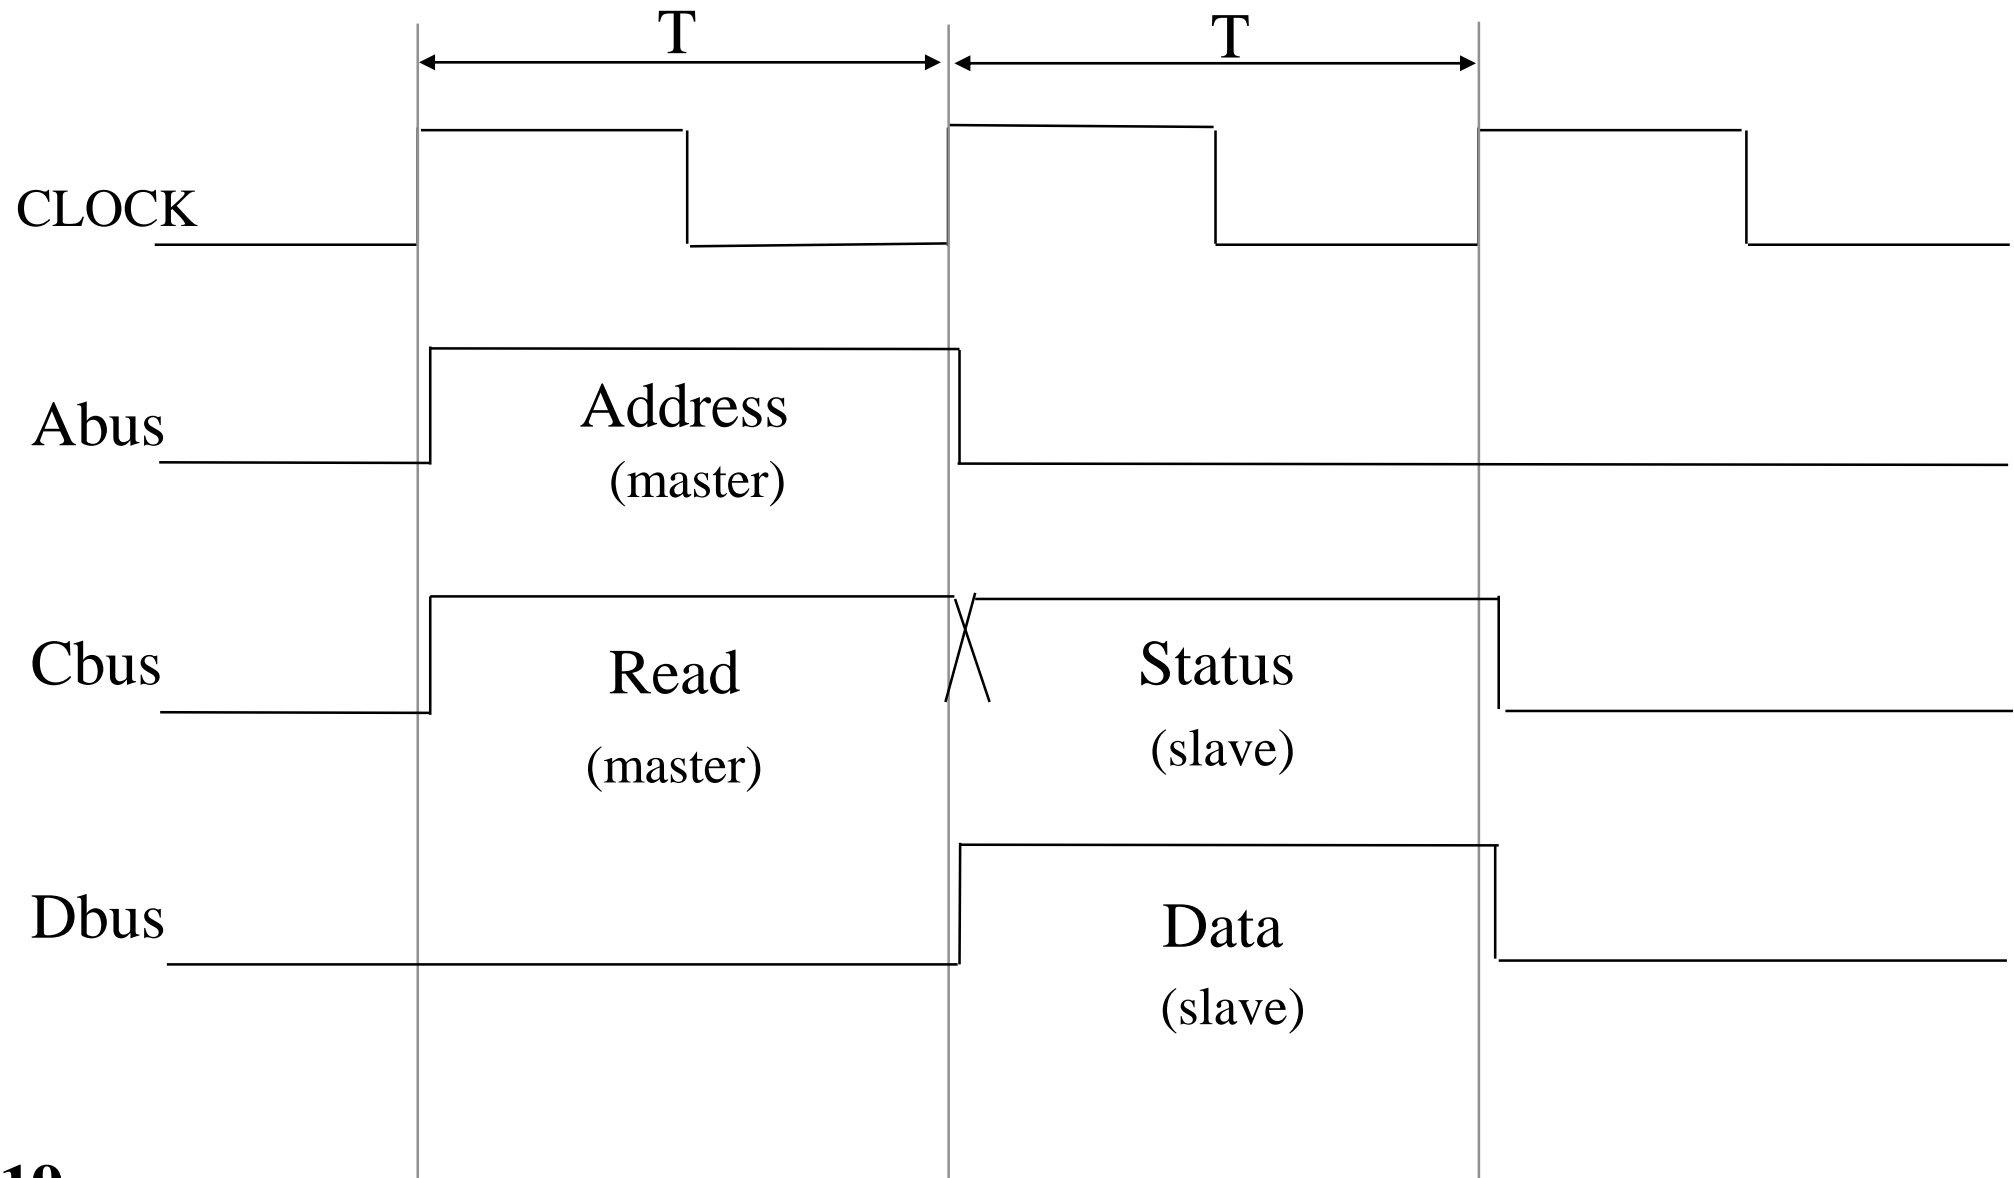 T T
CLOCK
Abus
Address
(master)
Cbus
Read
Status
(master)
(slave)
Dbus
Data
(slave)